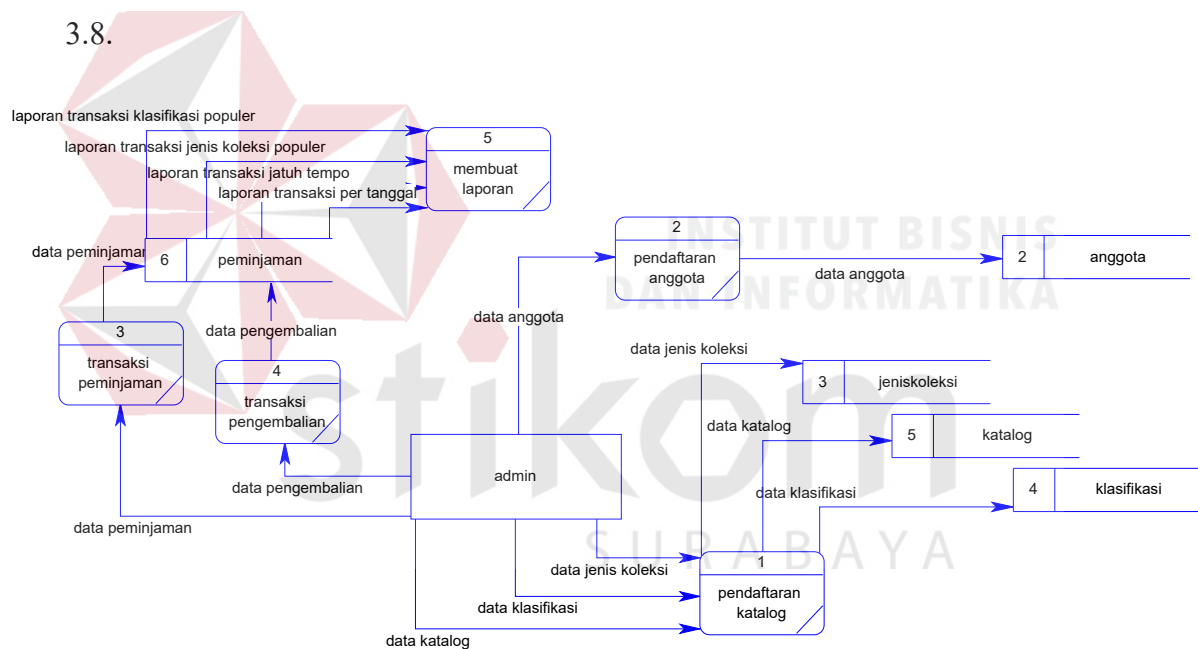 3.8.
laporan transaksi klasifikasi populer
laporan transaksi jenis koleksi populer
laporan transaksi jatuh tempo
laporan transaksi per tanggal
5
membuat
laporan
data peminjaman
6
peminjaman
2
pendaftaran
anggota
data anggota
2
anggota
INSTITUT BISNIS
DAN INFORMATIKA
data anggota
3
transaksi
peminjaman
data pengembalian
4
transaksi
pengembalian
data jenis koleksi
3
jeniskoleksi
data katalog
5
katalog
stikom
admin
data klasifikasi
4
klasifikasi
data pengembalian
data peminjaman
SURABAYA
data jenis koleksi
data klasifikasi
data katalog
1
pendaftaran
katalog